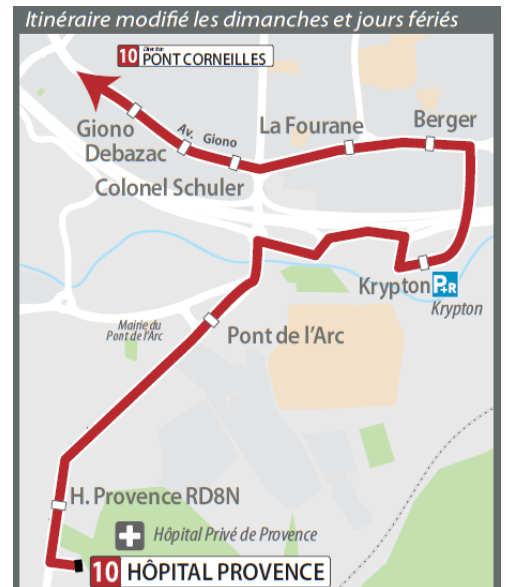 Itinéraire modifié les dimanches et jours fériés
10 Direction PONT CORNEILLES
Giono
Debazac
Av. Giono
La Fourane
Berger
Colonel Schuler
Krypton P+R
Krypton
Mairie du
Pont de l'Arc
Pont de l'Arc
H. Provence RD8N
Hôpital Privé de Provence
10 HÔPITAL PROVENCE